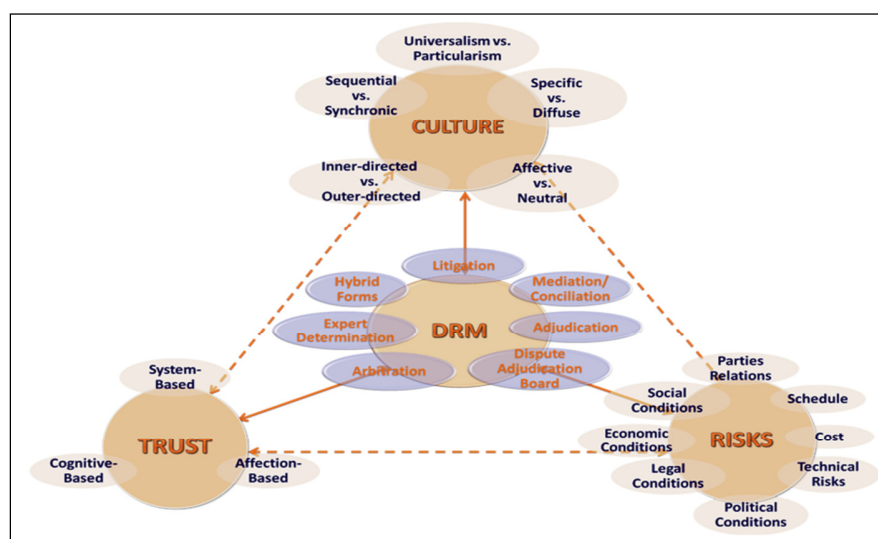 Universalism vs.
Particularism
Sequential
vs.
Synchronic
Specific
vs.
Diffuse
CULTURE
Inner-directed
vs.
Outer-directed
Affective
vs.
Neutral
Litigation
Hybrid
Forms
Mediation/
Conciliation
Expert
Determination
DRM
Adjudication
Arbitration
Dispute
Adjudication
Board
System-
Based
TRUST
Cognitive-
Based
Affection-
Based
Parties
Relations
Social
Conditions
Schedule
Economic
Conditions
RISKS
Cost
Legal
Conditions
Technical
Risks
Political
Conditions